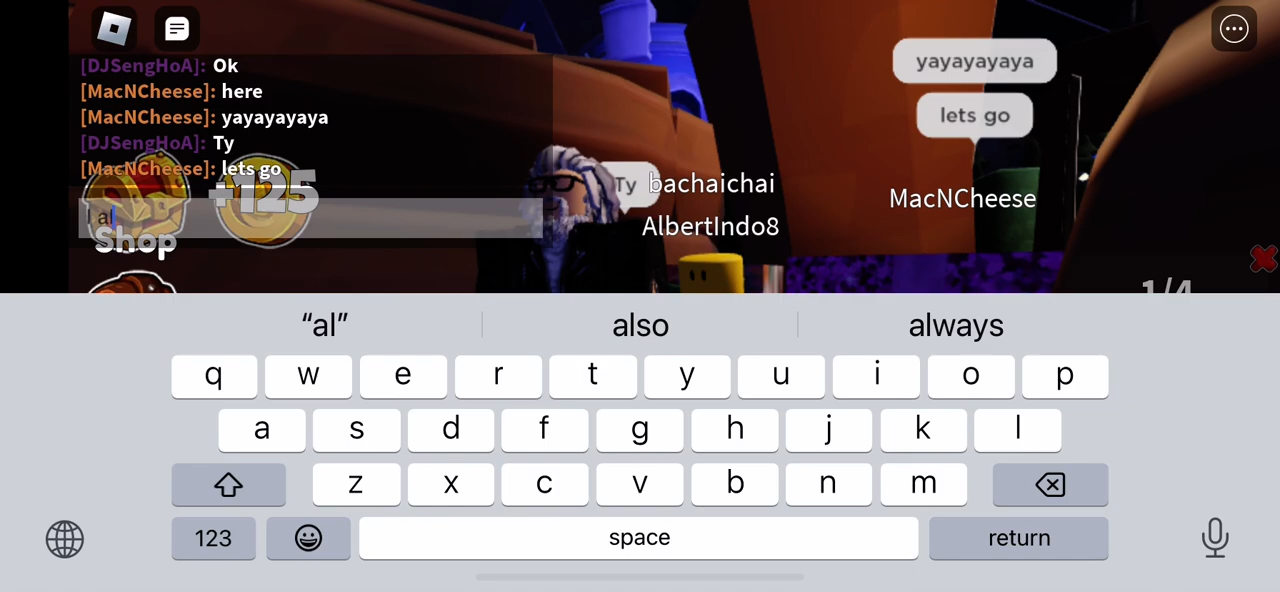 [DJSengHoA]: Ok
[MacNCheese]: here
[MacNCheese]: yayayayaya
[DJSengHoA]: Ty
[MacNCheese]: lets go
+125
I al
Shop
yayayayaya
lets go
Ty
bachaichai
AlbertIndo8
MacNCheese
1/4
“al” also always
q w e r t y u i o p
a s d f g h j k l
z x c v b n m
123 space return